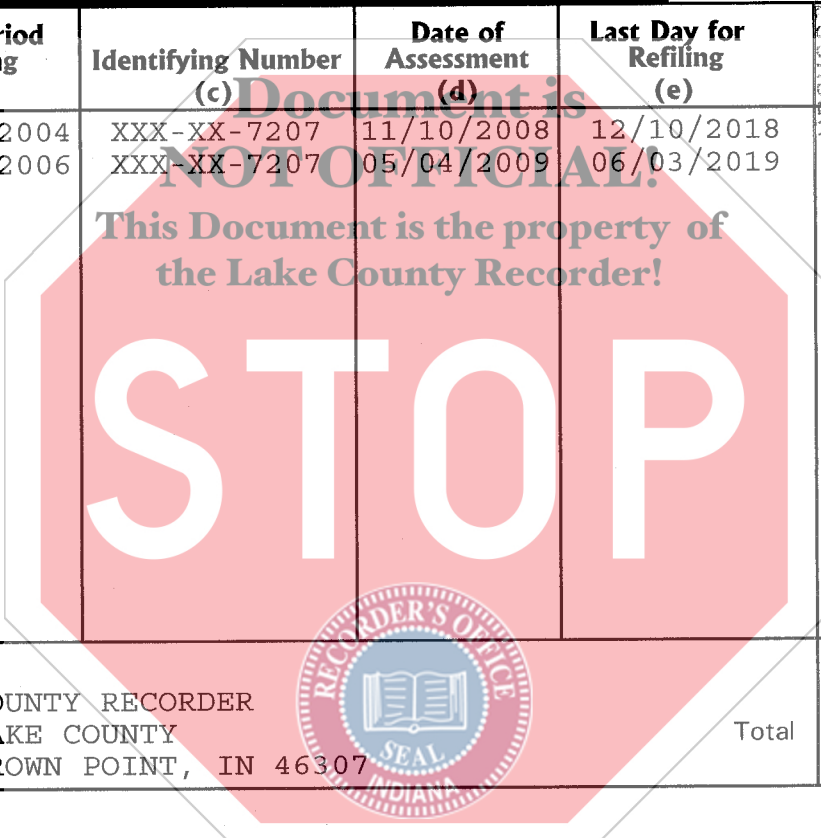 riod Date of Last Day for
g Identifying Number Assessment Refiling
(c) (d) (e)
Document is
2004 XXX-XX-7207 11/10/2008 12/10/2018
NOT OFFICIAL!
2006 XXX-XX-7207 05/04/2009 06/03/2019
This Document is the property of
the Lake County Recorder!
STOP
RECORDER'S OFFICE
SEAL
INDIANA
OUNTY RECORDER
AKE COUNTY Total
ROWN POINT, IN 46307